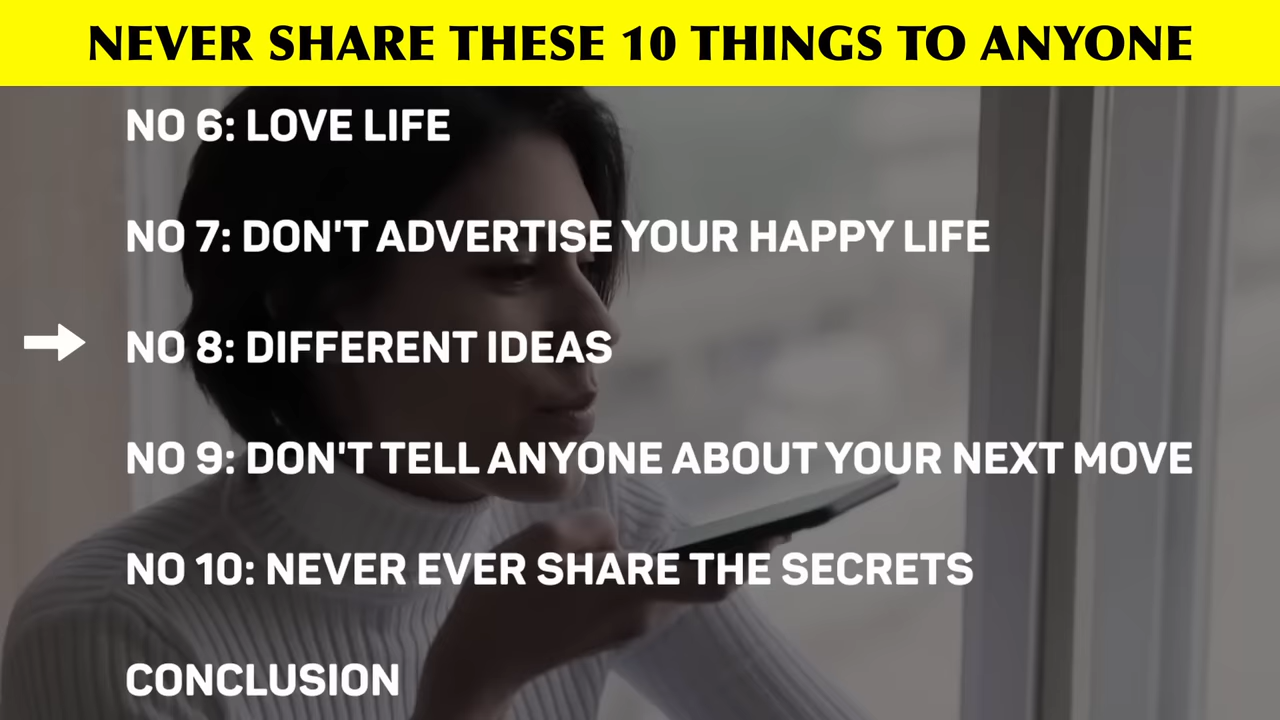 NEVER SHARE THESE 10 THINGS TO ANYONE
NO 6: LOVE LIFE
NO 7: DON'T ADVERTISE YOUR HAPPY LIFE
NO 8: DIFFERENT IDEAS
NO 9: DON'T TELL ANYONE ABOUT YOUR NEXT MOVE
NO 10: NEVER EVER SHARE THE SECRETS
CONCLUSION